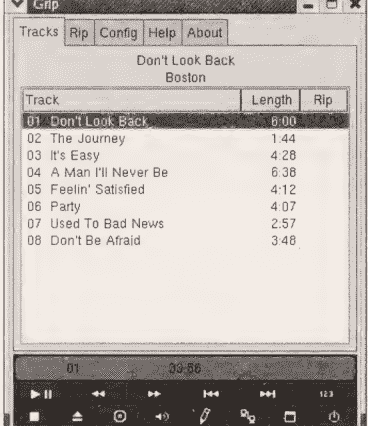 Grip
Tracks Rip Config Help About
Don't Look Back
Boston
Track Length Rip
01 Don't Look Back 6:00
02 The Journey 1:44
03 It's Easy 4:28
04 A Man I'll Never Be 6:38
05 Feelin' Satisfied 4:12
06 Party 4:07
07 Used To Bad News 2:57
08 Don't Be Afraid 3:48
01 33:56
123